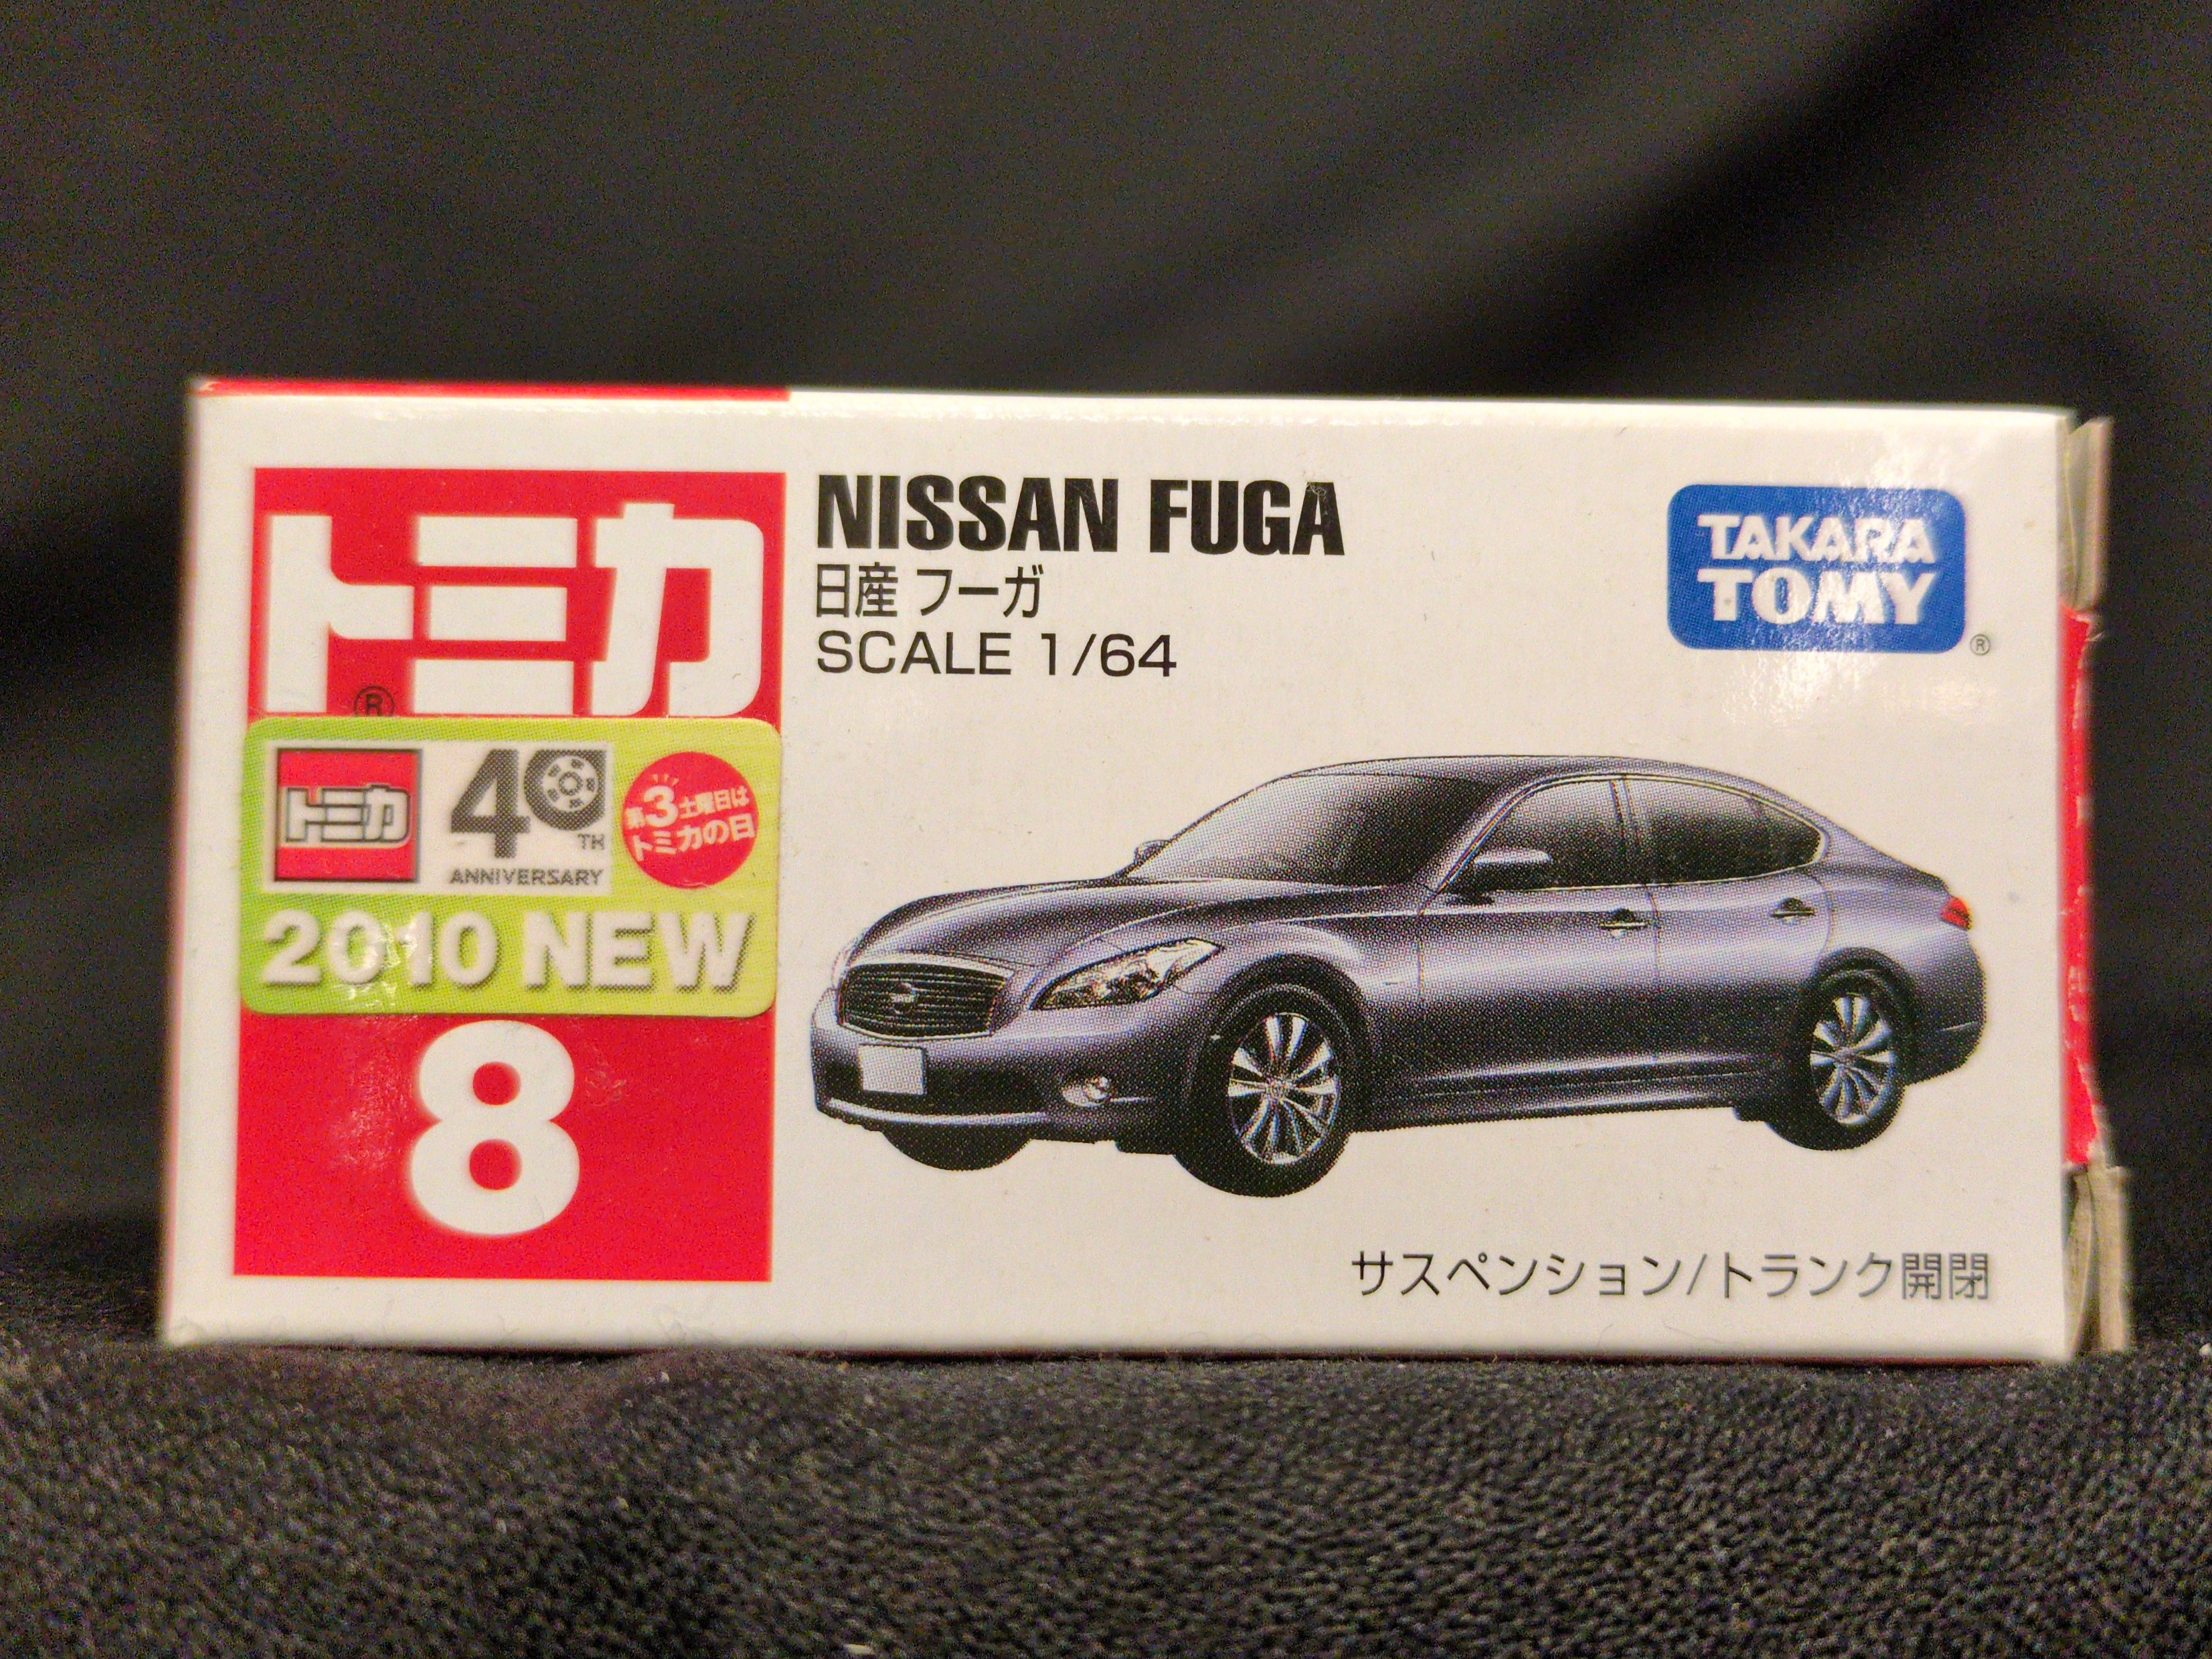 トミカ
®
NISSAN FUGA
日産 フーガ
SCALE 1/64
TAKARA
TOMY
®
トミカ
40
TH
ANNIVERSARY
第3土曜日は
トミカの日
2010 NEW
8
サスペンション/トランク開閉